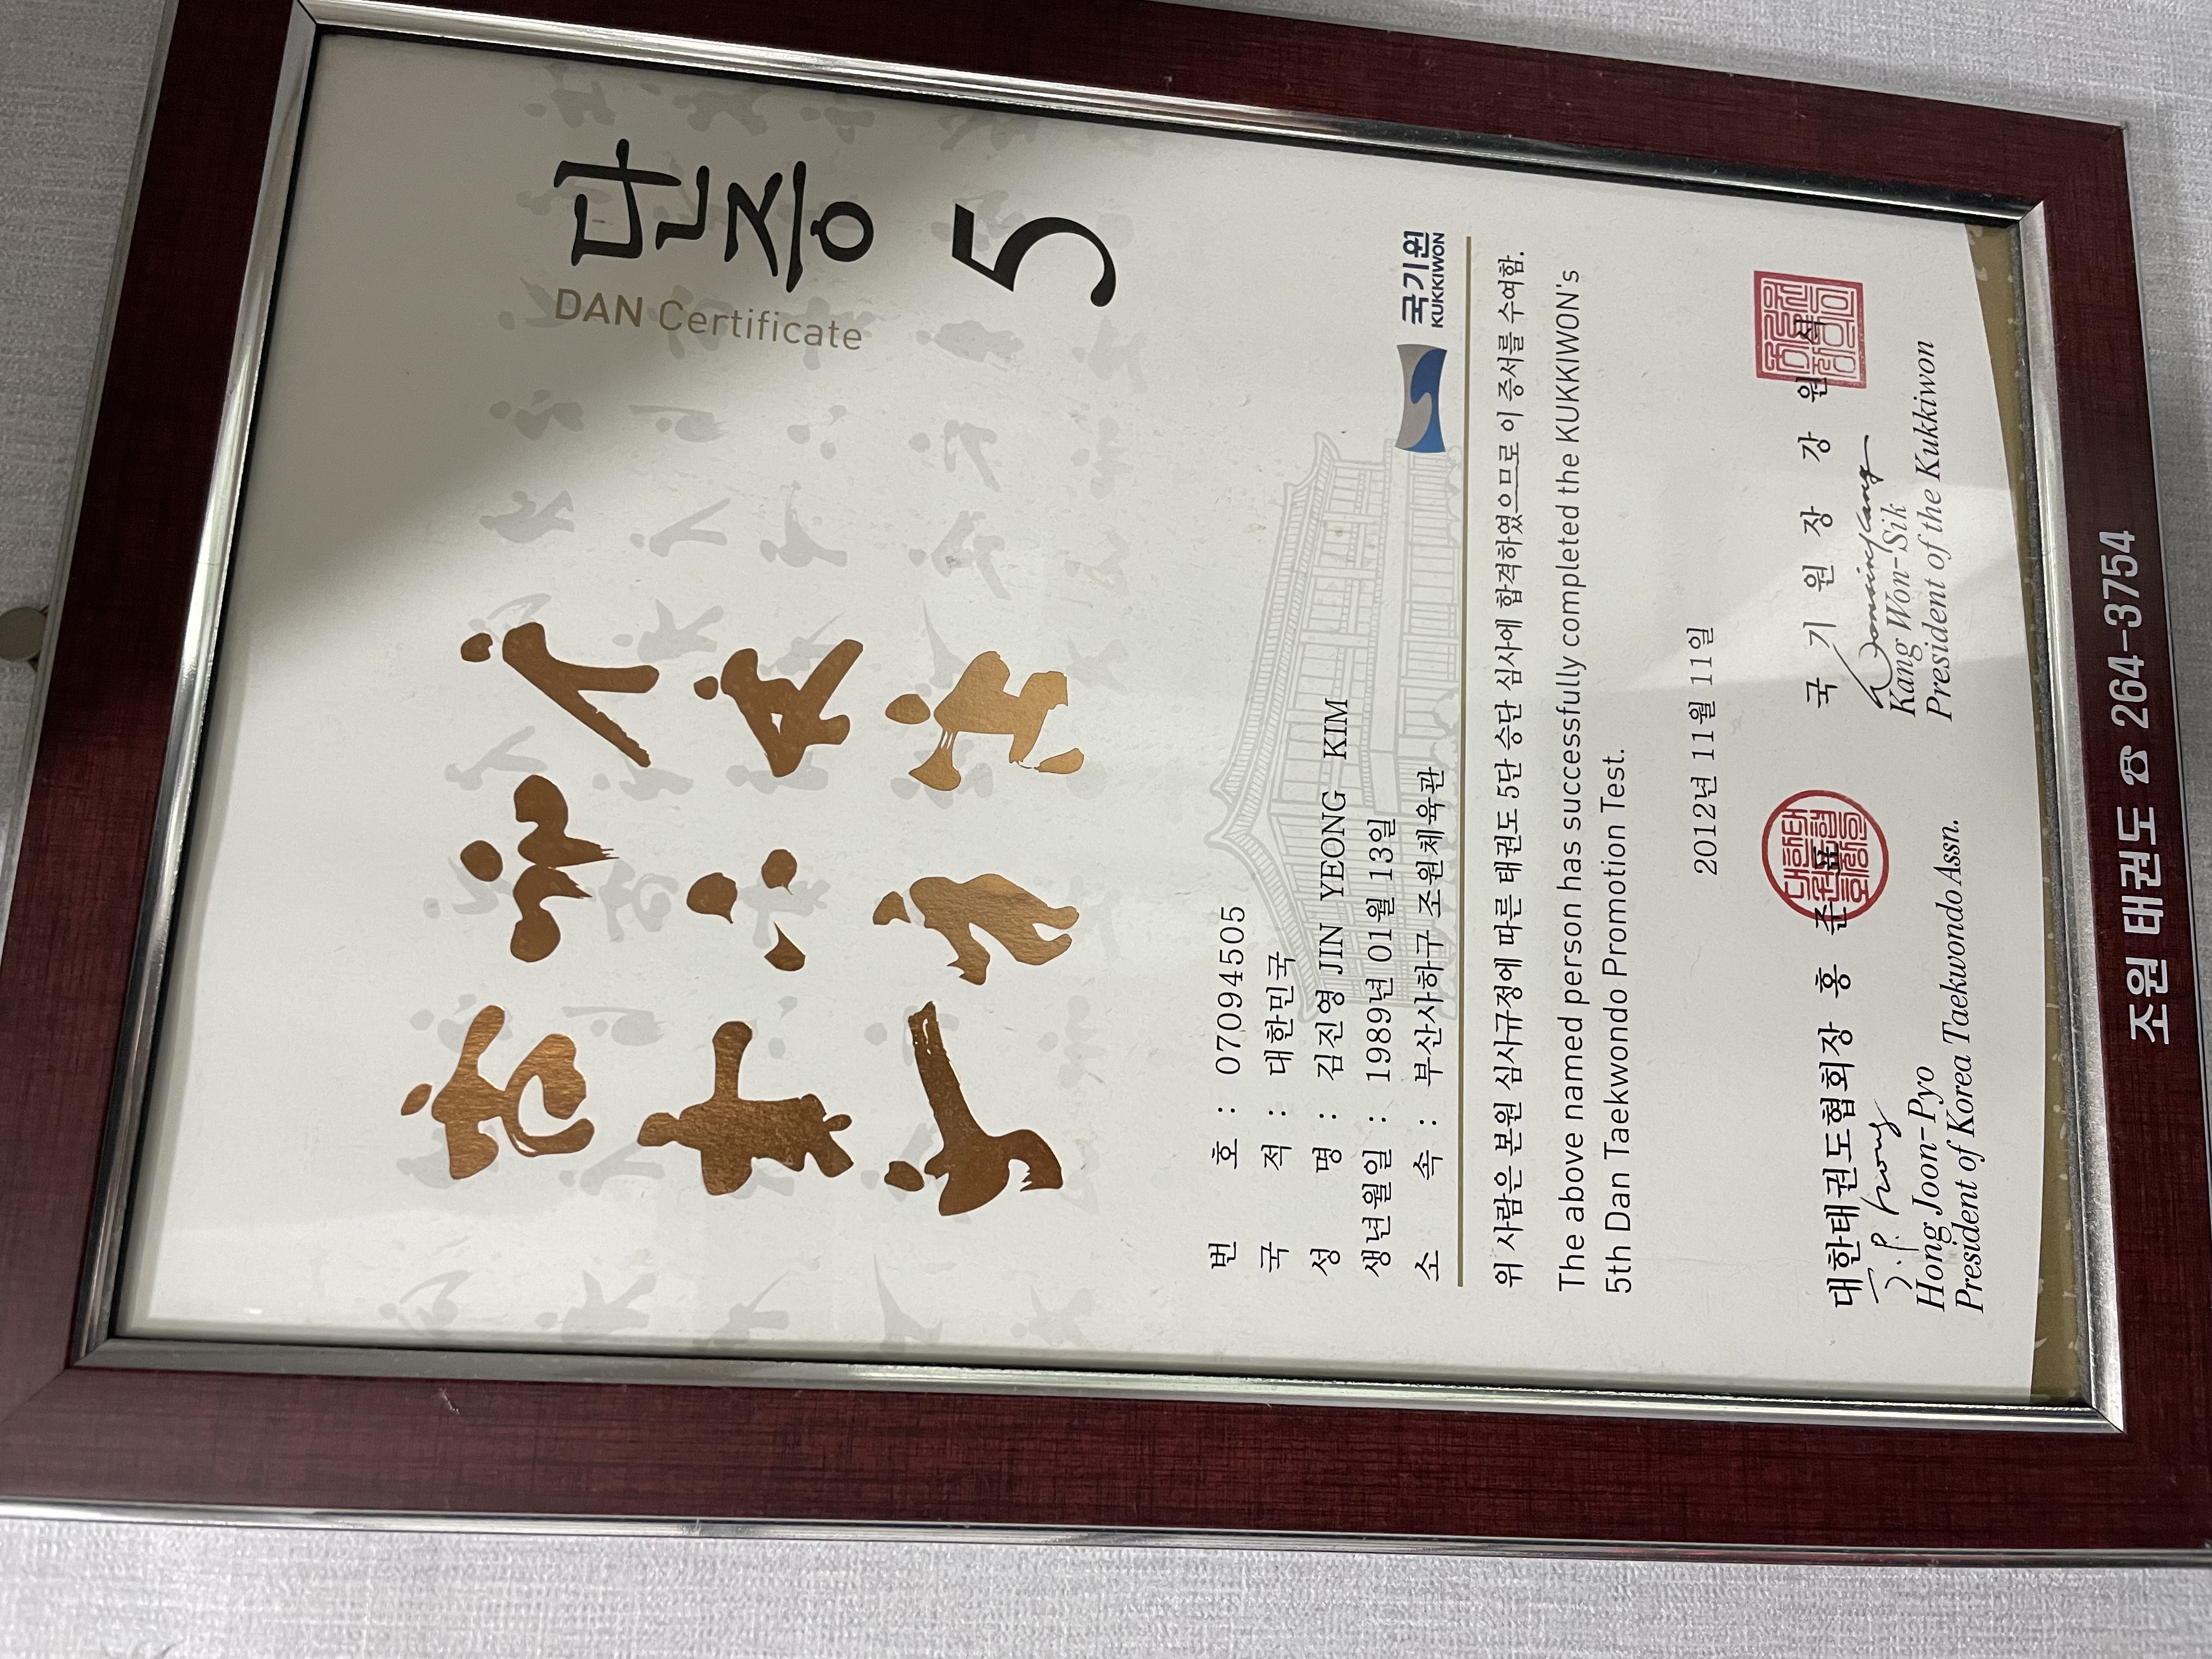 단증
DAN Certificate
5
번 호 : 07094505
국 적 : 대한민국
성 명 : 김진영 JIN YEONG KIM
생년월일 : 1989년 01월 13일
소 속 : 부산사하구 조원체육관
국기원
KUKKIWON
위 사람은 본원 심사규정에 따른 태권도 5단 승단 심사에 합격하였으므로 이 증서를 수여함.
The above named person has successfully completed the KUKKIWON's
5th Dan Taekwondo Promotion Test.
2012년 11월 11일
대한태권도협회장 홍 준 표
J.P. Hong
Hong Joon-Pyo
President of Korea Taekwondo Assn.
국 기 원 장 강 원 식
Kang Won-Sik
President of the Kukkiwon
조원 태권도 ☎ 264-3754